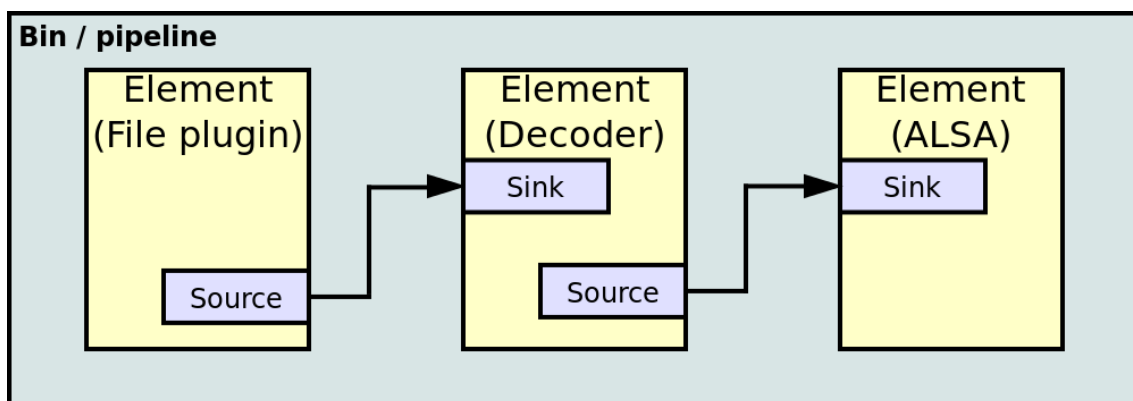 Bin / pipeline
Element
(File plugin)
Source
Element
(Decoder)
Sink
Source
Element
(ALSA)
Sink